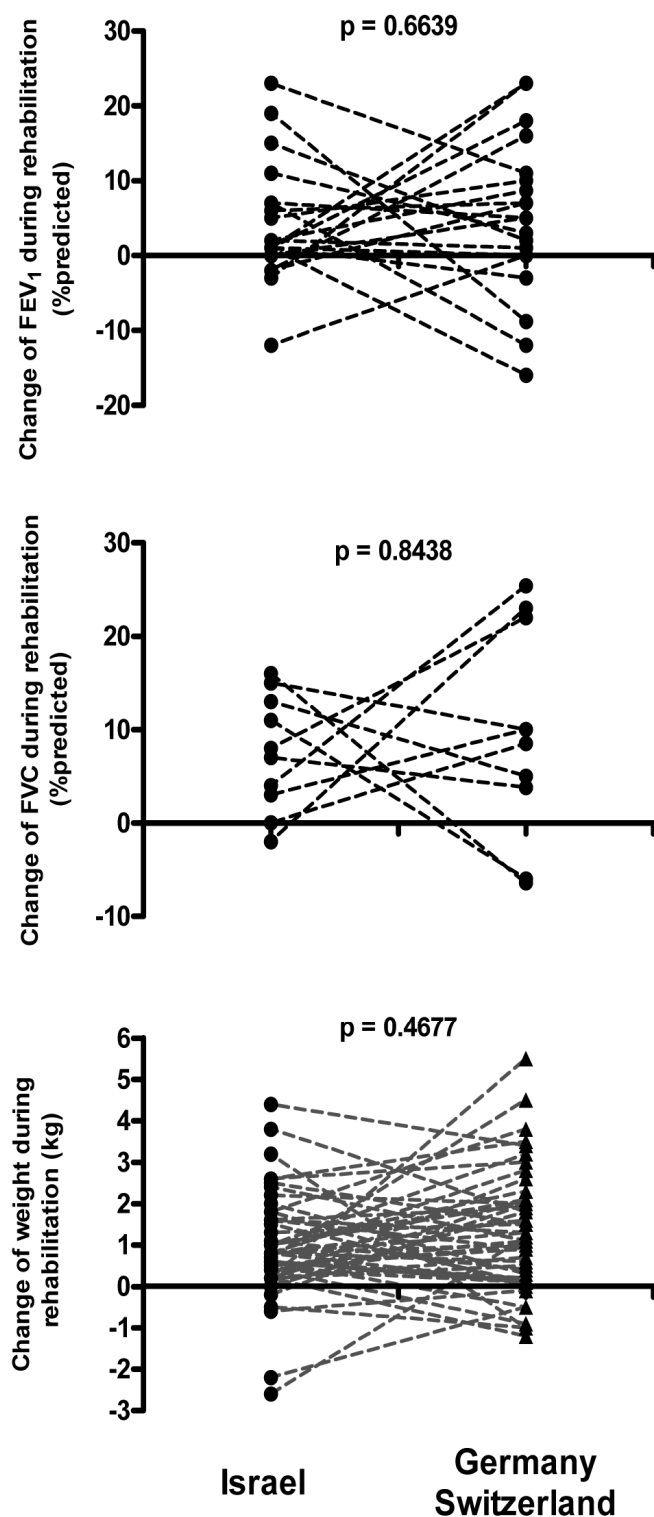 Change of FEV₁ during rehabilitation
(%predicted)
p = 0.6639
30
20
10
0
-10
-20
Change of FVC during rehabilitation
(%predicted)
p = 0.8438
30
20
10
0
-10
Change of weight during
rehabilitation (kg)
p = 0.4677
6
5
4
3
2
1
0
-1
-2
-3
Israel
Germany
Switzerland